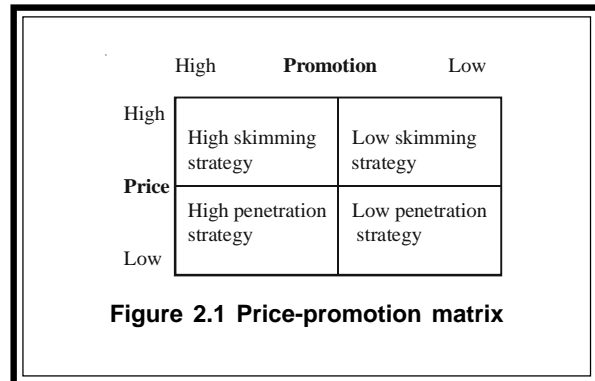 High Promotion Low
High
High skimming Low skimming
strategy strategy
Price
High penetration Low penetration
strategy strategy
Low
Figure 2.1 Price-promotion matrix